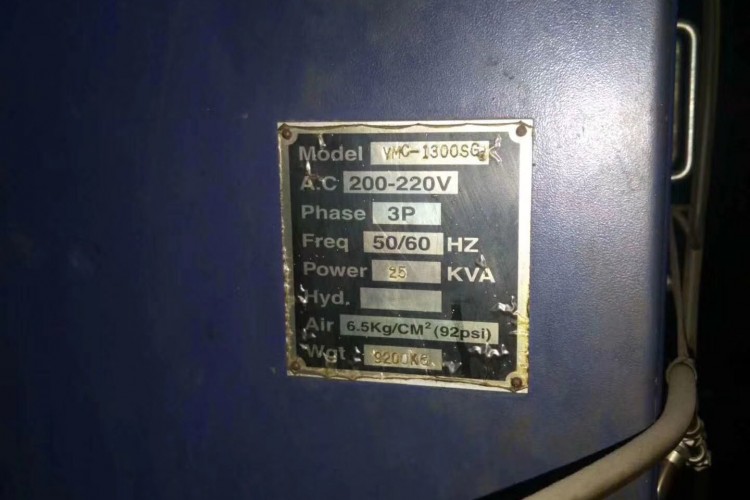 Model VMC-1300SG
A.C 200-220V
Phase 3P
Freq 50/60 HZ
Power 25 KVA
Hyd.
Air 6.5Kg/CM² (92psi)
Wgt 9200KG